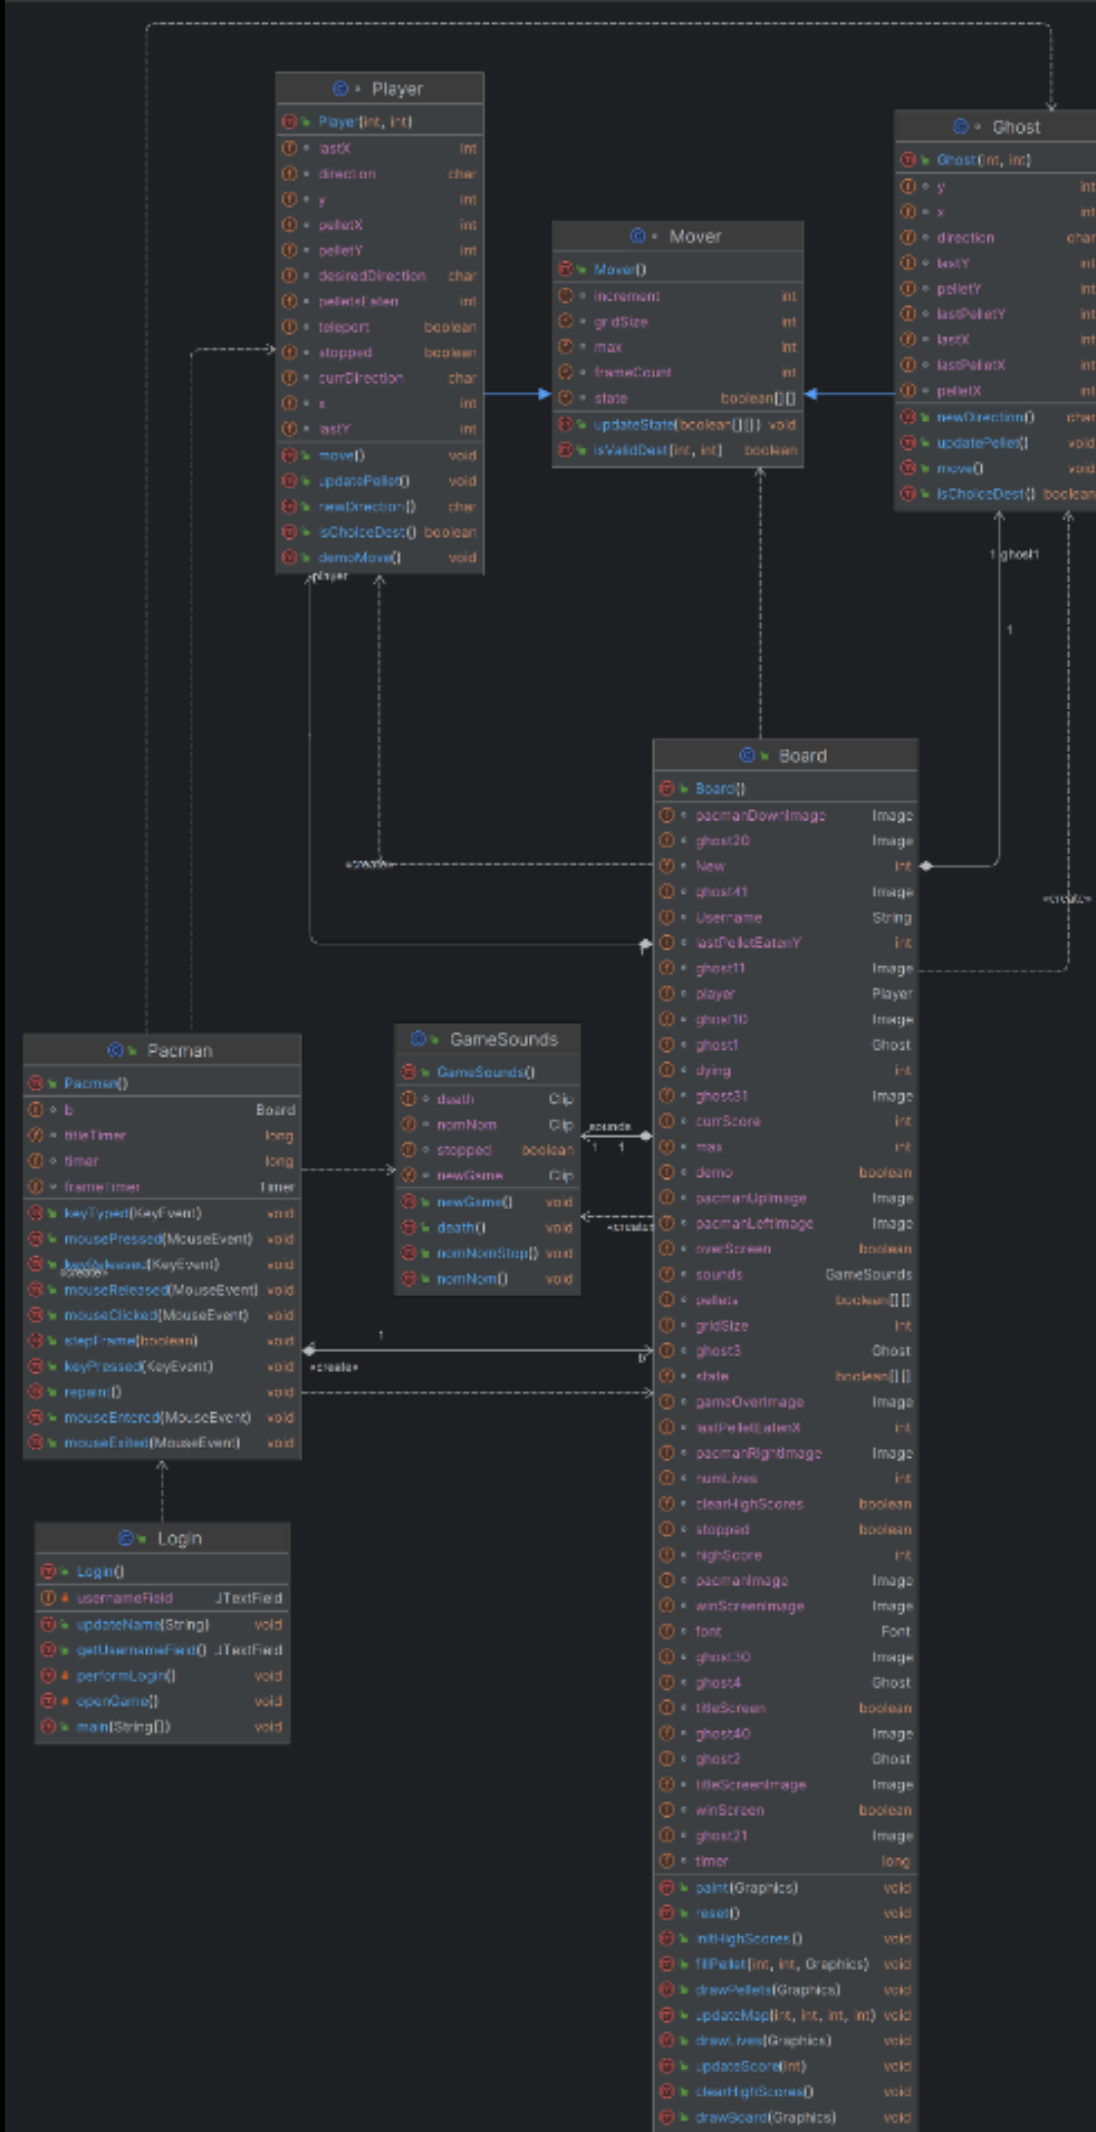 Player
Player(int, int)
lastX int
direction char
y int
pelletX int
pelletY int
desiredDirection char
pelletsEaten int
teleport boolean
stopped boolean
currDirection char
x int
lastY int
move() void
updatePellet() void
newDirection() char
isChoiceDest() boolean
demoMove() void
player
Mover
Mover()
increment int
gridSize int
max int
frameCount int
state boolean[][]
updateState(boolean[][]) void
isValidDest(int, int) boolean
Ghost
Ghost(int, int)
y int
x int
direction char
lastY int
pelletY int
lastPelletY int
lastX int
lastPelletX int
pelletX int
newDirection() char
updatePellet() void
move() void
isChoiceDest() boolean
1 ghost1
1
«create»
«create»
Board
Board()
pacmanDownImage Image
ghost20 Image
New int
ghost41 Image
Username String
lastPelletEatenY int
ghost11 Image
player Player
ghost10 Image
ghost1 Ghost
dying int
ghost31 Image
currScore int
max int
demo boolean
pacmanUpImage Image
pacmanLeftImage Image
overScreen boolean
sounds GameSounds
pellets boolean[][]
gridSize int
ghost3 Ghost
state boolean[][]
gameOverImage Image
lastPelletEatenX int
pacmanRightImage Image
numLives int
clearHighScores boolean
stopped boolean
highScore int
pacmanImage Image
winScreenImage Image
font Font
ghost30 Image
ghost4 Ghost
titleScreen boolean
ghost40 Image
ghost2 Ghost
titleScreenImage Image
winScreen boolean
ghost21 Image
timer long
paint(Graphics) void
reset() void
initHighScores() void
fillPellet(int, int, Graphics) void
drawPellets(Graphics) void
updateMap(int, int, int, int) void
drawLives(Graphics) void
updateScore(int) void
clearHighScores() void
drawBoard(Graphics) void
Pacman
Pacman()
b Board
titleTimer long
timer long
frameTimer Timer
keyTyped(KeyEvent) void
mousePressed(MouseEvent) void
keyReleased(KeyEvent) void
«create»
mouseReleased(MouseEvent) void
mouseClicked(MouseEvent) void
stepFrame(boolean) void
keyPressed(KeyEvent) void
repaint() void
mouseEntered(MouseEvent) void
mouseExited(MouseEvent) void
GameSounds
GameSounds()
death Clip
nomNom Clip
stopped boolean
newGame Clip
newGame() void
death() void
nomNomStop() void
nomNom() void
sounds
1 1
«create»
1
b
«create»
Login
Login()
usernameField JTextField
updateName(String) void
getUsernameField() JTextField
performLogin() void
openGame() void
main(String[]) void